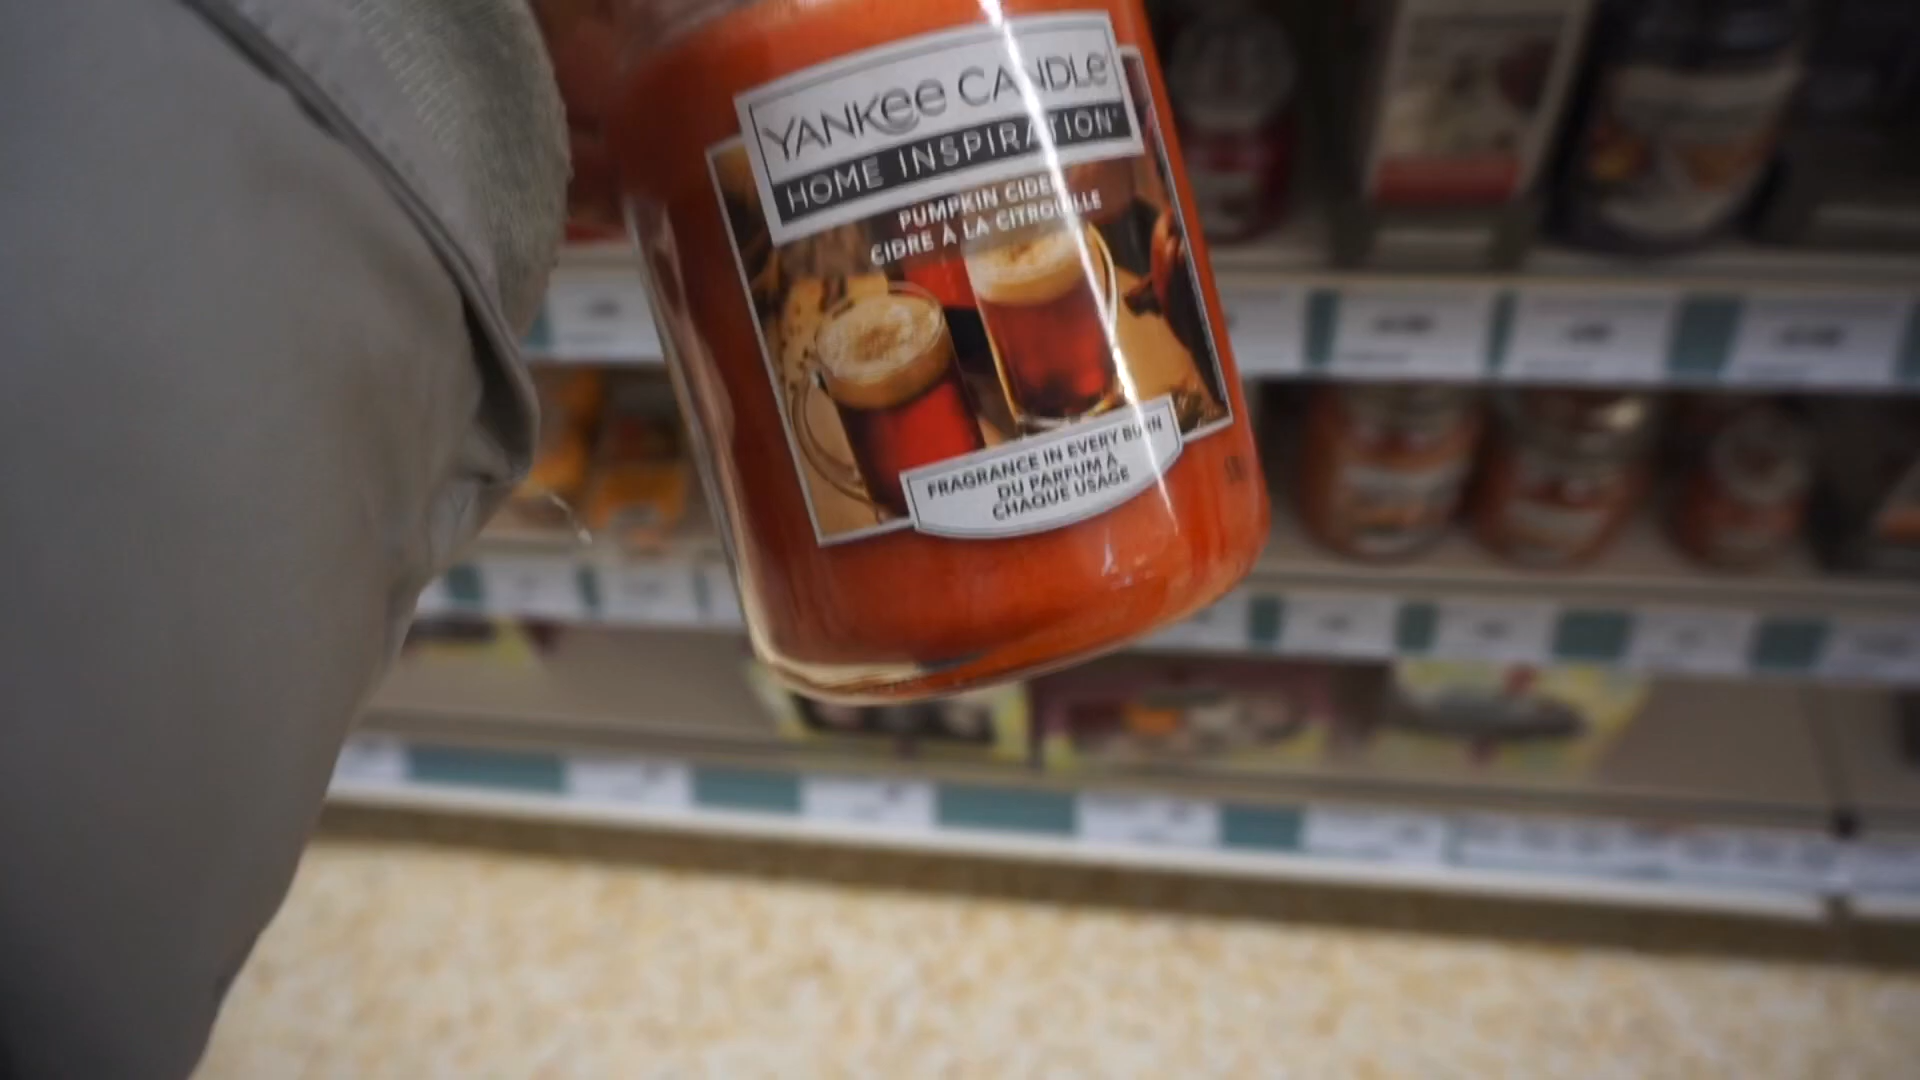 YANKEE CANDLE®
HOME INSPIRATION®
PUMPKIN CIDER
CIDRE À LA CITROUILLE
FRAGRANCE IN EVERY BURN
DU PARFUM À
CHAQUE USAGE